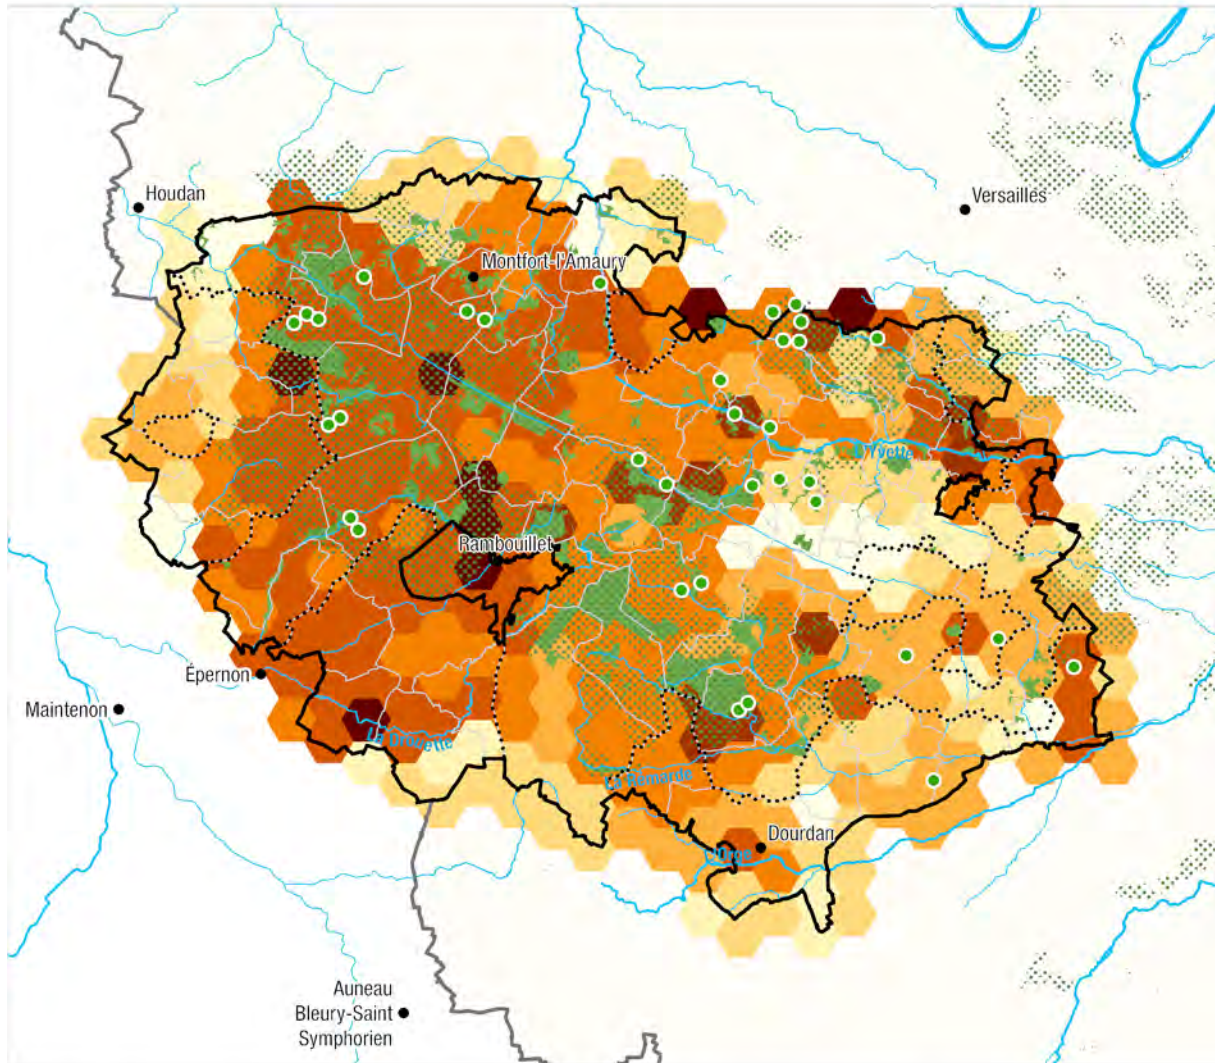 Houdan
Versailles
Montfort-l'Amaury
L'Yvette
Rambouillet
Épernon
Maintenon
La Drouette
La Rémarde
Dourdan
L'Orge
Auneau
Bleury-Saint
Symphorien